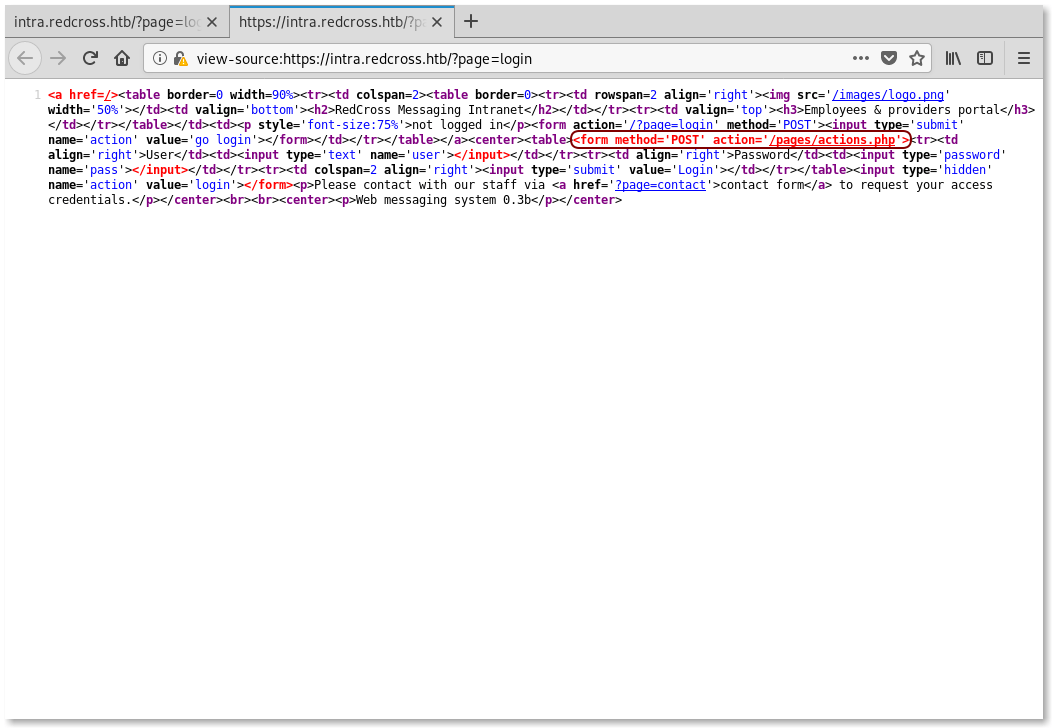 intra.redcross.htb/?page=lo
https://intra.redcross.htb/?p
view-source:https://intra.redcross.htb/?page=login
1 <a href=/><table border=0 width=90%><tr><td colspan=2><table border=0><tr><td rowspan=2 align='right'><img src='/images/logo.png'
width='50%'></td><td valign='bottom'><h2>RedCross Messaging Intranet</h2></td></tr><tr><td valign='top'><h3>Employees & providers portal</h3>
</td></tr></table></td><td><p style='font-size:75%'>not logged in</p><form action='/?page=login' method='POST'><input type='submit'
name='action' value='go login'></form></td></tr></table></a><center><table><form method='POST' action='/pages/actions.php'><tr><td
align='right'>User</td><td><input type='text' name='user'></input></td></tr><tr><td align='right'>Password</td><td><input type='password'
name='pass'></input></td></tr><tr><td colspan=2 align='right'><input type='submit' value='Login'></td></tr></table><input type='hidden'
name='action' value='login'></form><p>Please contact with our staff via <a href='?page=contact'>contact form</a> to request your access
credentials.</p></center><br><br><center><p>Web messaging system 0.3b</p></center>